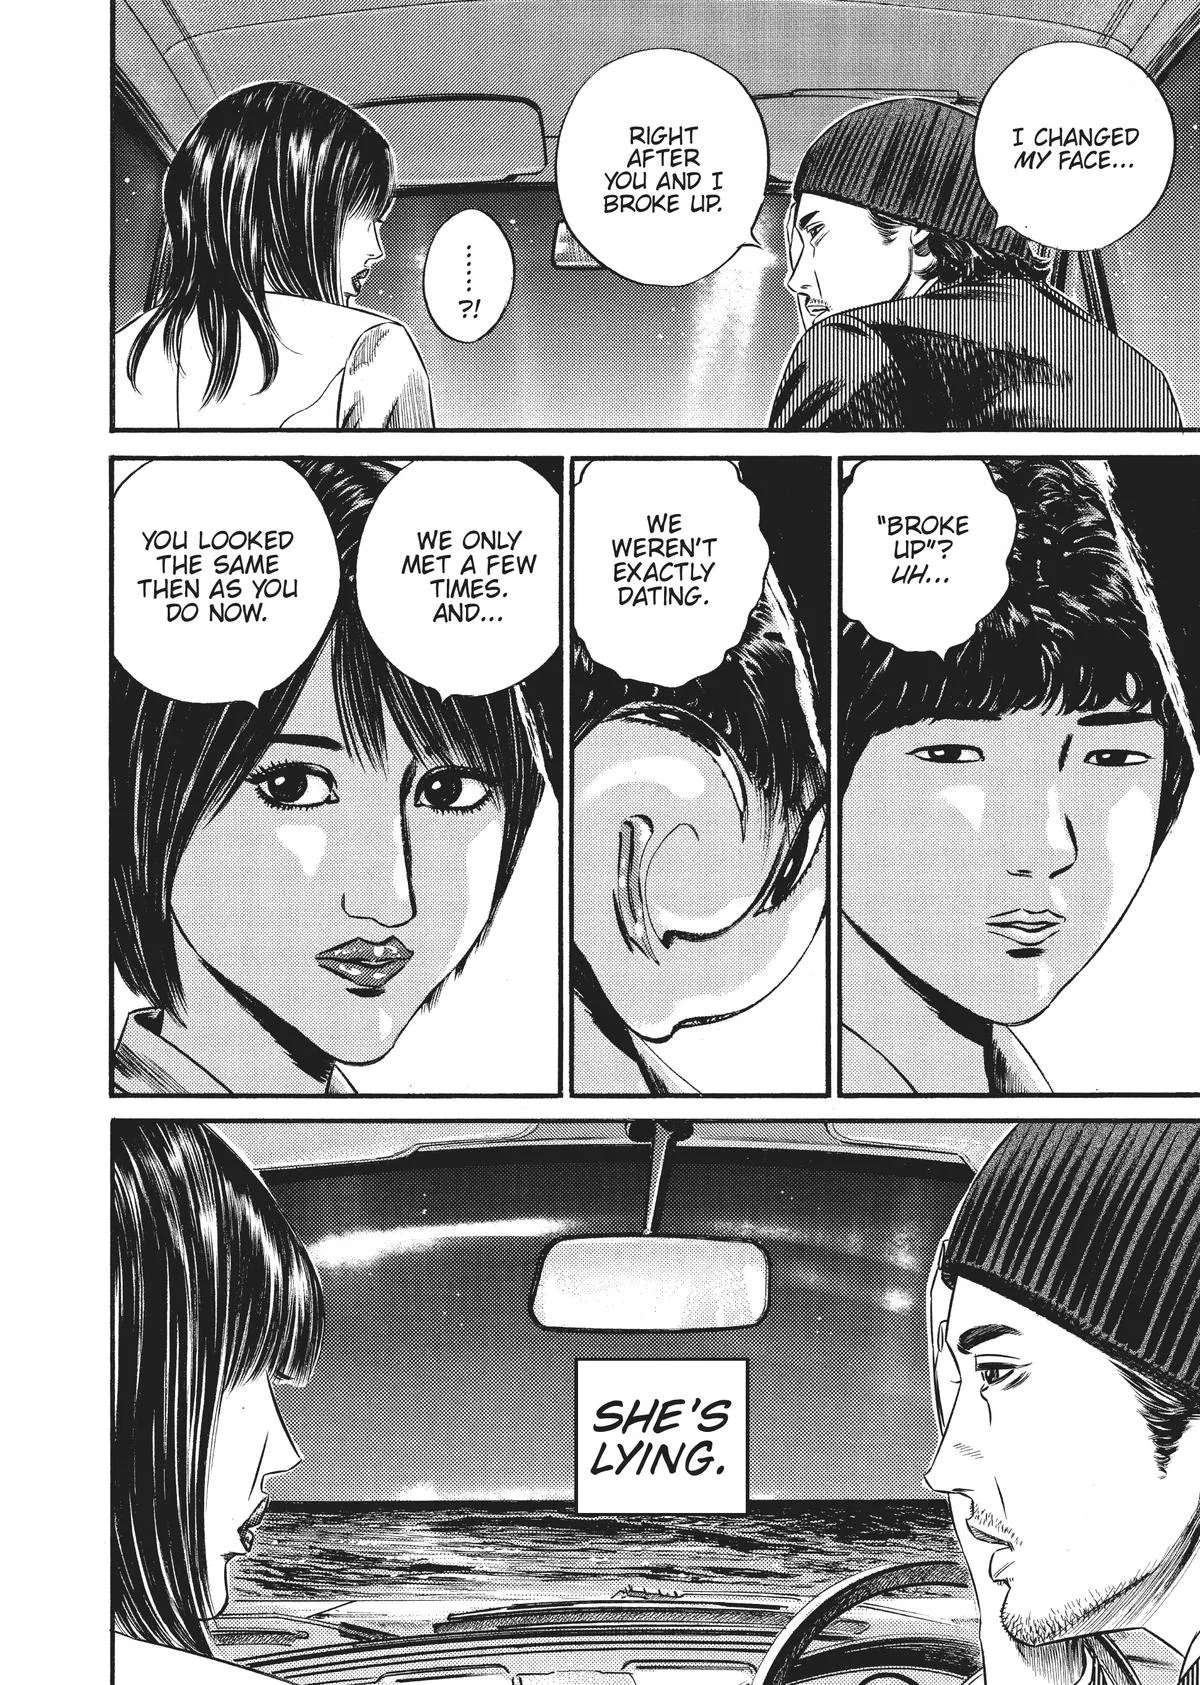 I CHANGED
MY FACE...
RIGHT
AFTER
YOU AND I
BROKE UP.
......
?!
"BROKE
UP"?
UH...
WE
WEREN'T
EXACTLY
DATING.
WE ONLY
MET A FEW
TIMES.
AND...
YOU LOOKED
THE SAME
THEN AS YOU
DO NOW.
SHE'S
LYING.